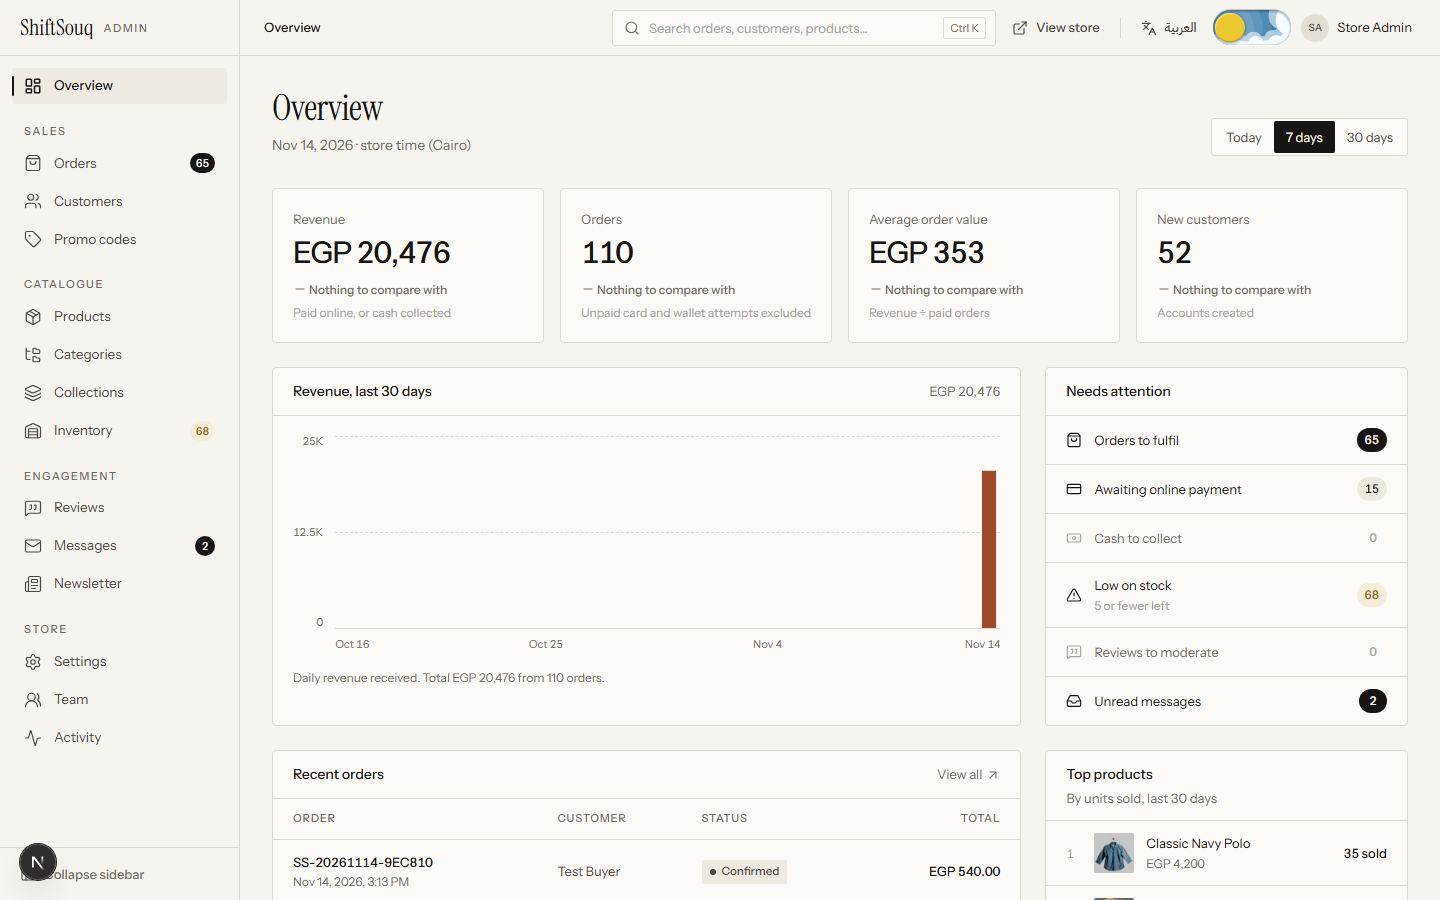 ShiftSouq ADMIN
Overview
Search orders, customers, products...
Ctrl K
View store
العربية
SA
Store Admin
Overview
SALES
Orders
65
Customers
Promo codes
CATALOGUE
Products
Categories
Collections
Inventory
68
ENGAGEMENT
Reviews
Messages
2
Newsletter
STORE
Settings
Team
Activity
N
ollapse sidebar
Overview
Nov 14, 2026 · store time (Cairo)
Today
7 days
30 days
Revenue
EGP 20,476
— Nothing to compare with
Paid online, or cash collected
Orders
110
— Nothing to compare with
Unpaid card and wallet attempts excluded
Average order value
EGP 353
— Nothing to compare with
Revenue ÷ paid orders
New customers
52
— Nothing to compare with
Accounts created
Revenue, last 30 days
EGP 20,476
25K
12.5K
0
Oct 16
Oct 25
Nov 4
Nov 14
Daily revenue received. Total EGP 20,476 from 110 orders.
Needs attention
Orders to fulfil
65
Awaiting online payment
15
Cash to collect
0
Low on stock
5 or fewer left
68
Reviews to moderate
0
Unread messages
2
Recent orders
View all
ORDER
CUSTOMER
STATUS
TOTAL
SS-20261114-9EC810
Nov 14, 2026, 3:13 PM
Test Buyer
Confirmed
EGP 540.00
Top products
By units sold, last 30 days
1
Classic Navy Polo
EGP 4,200
35 sold